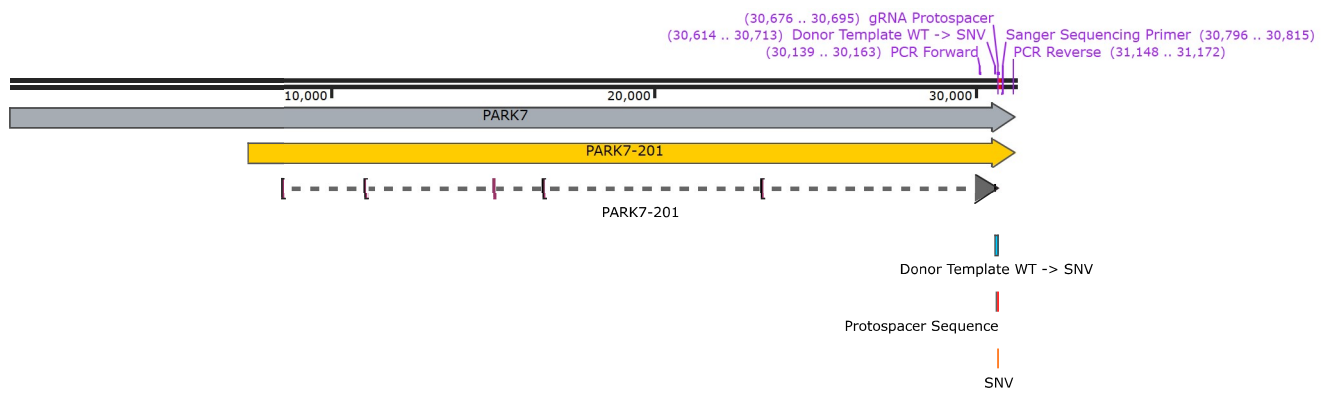 (30,676 .. 30,695) gRNA Protospacer
(30,614 .. 30,713) Donor Template WT -> SNV
Sanger Sequencing Primer (30,796 .. 30,815)
(30,139 .. 30,163) PCR Forward
PCR Reverse (31,148 .. 31,172)
10,000
20,000
30,000
PARK7
PARK7-201
PARK7-201
Donor Template WT -> SNV
Protospacer Sequence
SNV